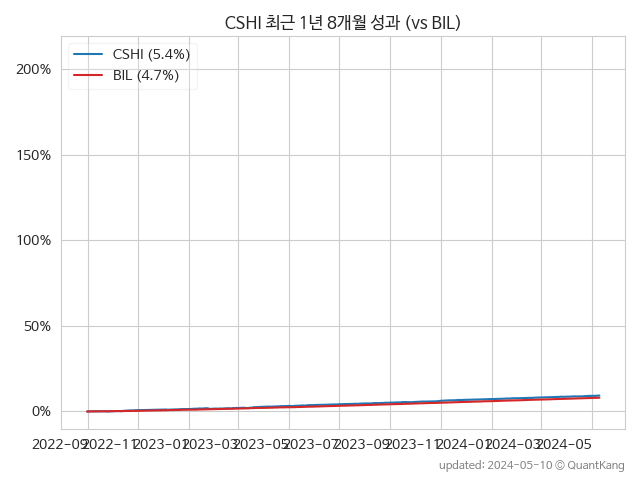 CSHI 최근 1년 8개월 성과 (vs BIL)
CSHI (5.4%)
BIL (4.7%)
200%
150%
100%
50%
0%
2022-09 2022-11 2023-01 2023-03 2023-05 2023-07 2023-09 2023-11 2024-01 2024-03 2024-05
updated: 2024-05-10 © QuantKang